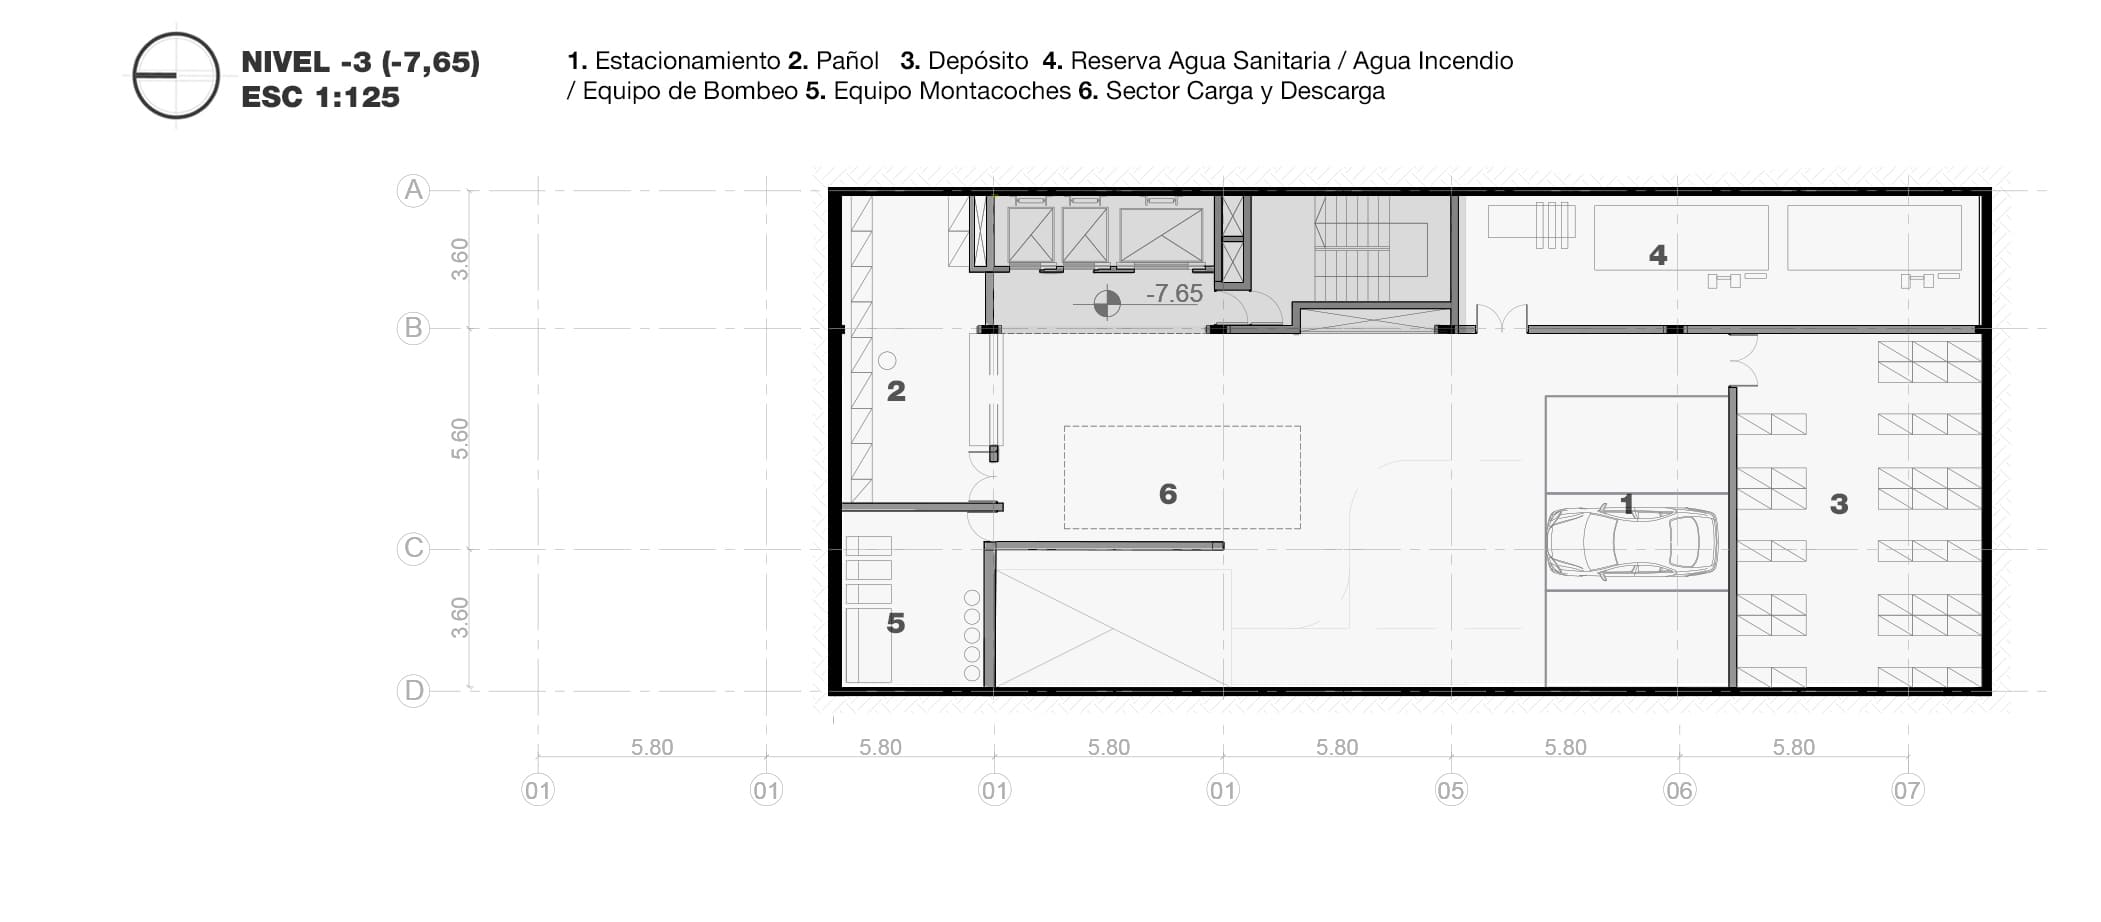 NIVEL -3 (-7,65)
ESC 1:125
1. Estacionamiento 2. Pañol 3. Depósito 4. Reserva Agua Sanitaria / Agua Incendio
/ Equipo de Bombeo 5. Equipo Montacoches 6. Sector Carga y Descarga
A
3.60
B
5.60
C
3.60
D
-7.65
4
2
6
1
3
5
5.80 5.80 5.80 5.80 5.80 5.80
01 01 01 01 05 06 07